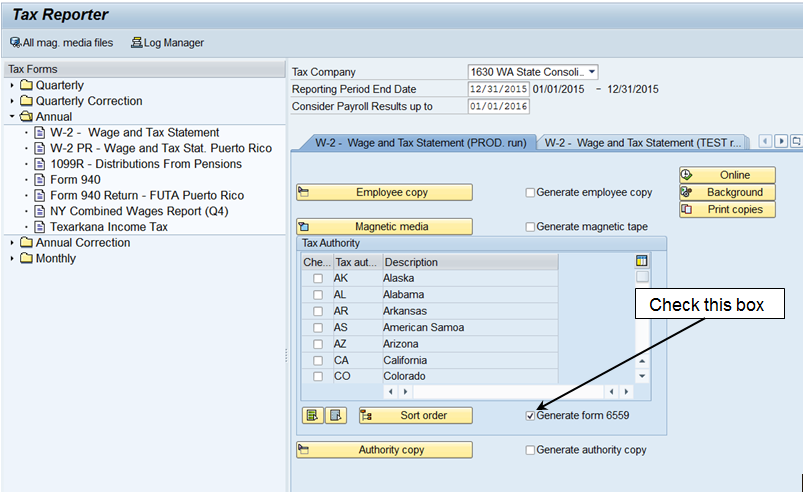 Tax Reporter
All mag. media files Log Manager
Tax Forms
Quarterly
Quarterly Correction
Annual
W-2 - Wage and Tax Statement
W-2 PR - Wage and Tax Stat. Puerto Rico
1099R - Distributions From Pensions
Form 940
Form 940 Return - FUTA Puerto Rico
NY Combined Wages Report (Q4)
Texarkana Income Tax
Annual Correction
Monthly
Tax Company 1630 WA State Consoli..
Reporting Period End Date 12/31/2015 01/01/2015 - 12/31/2015
Consider Payroll Results up to 01/01/2016
W-2 - Wage and Tax Statement (PROD. run) W-2 - Wage and Tax Statement (TEST r...
Employee copy Generate employee copy
Magnetic media Generate magnetic tape
Online
Background
Print copies
Tax Authority
Che... Tax aut... Description
AK Alaska
AL Alabama
AR Arkansas
AS American Samoa
AZ Arizona
CA California
CO Colorado
Check this box
Sort order Generate form 6559
Authority copy Generate authority copy